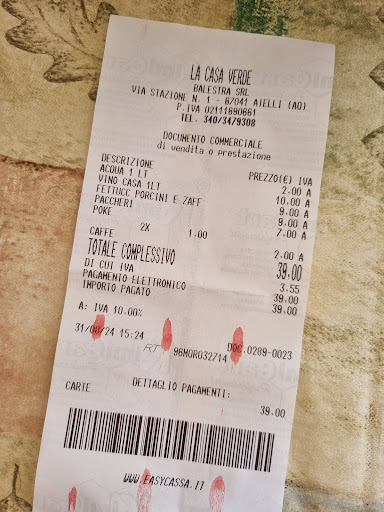 LA CASA VERDE
BALESTRA SRL
VIA STAZIONE N. 1 - 67041 AIELLI (AQ)
P.IVA 02111690661
TEL. 340/3479308
DOCUMENTO COMMERCIALE
di vendita o prestazione
DESCRIZIONE PREZZO(€) IVA
ACQUA 1 LT 2.00 A
VINO CASA 1LT 10.00 A
FETTUCC PORCINI E ZAFF 9.00 A
PACCHERI 9.00 A
POKE 7.00 A
2X 1.00
CAFFE 2.00 A
TOTALE COMPLESSIVO 39.00
DI CUI IVA 3.55
PAGAMENTO ELETTRONICO 39.00
IMPORTO PAGATO 39.00
A: IVA 10.00%
31/08/24 15:24 DOC.0289-0023
RT 96MQR032714
DETTAGLIO PAGAMENTI:
CARTE 39.00
WWW.EASYCASSA.IT